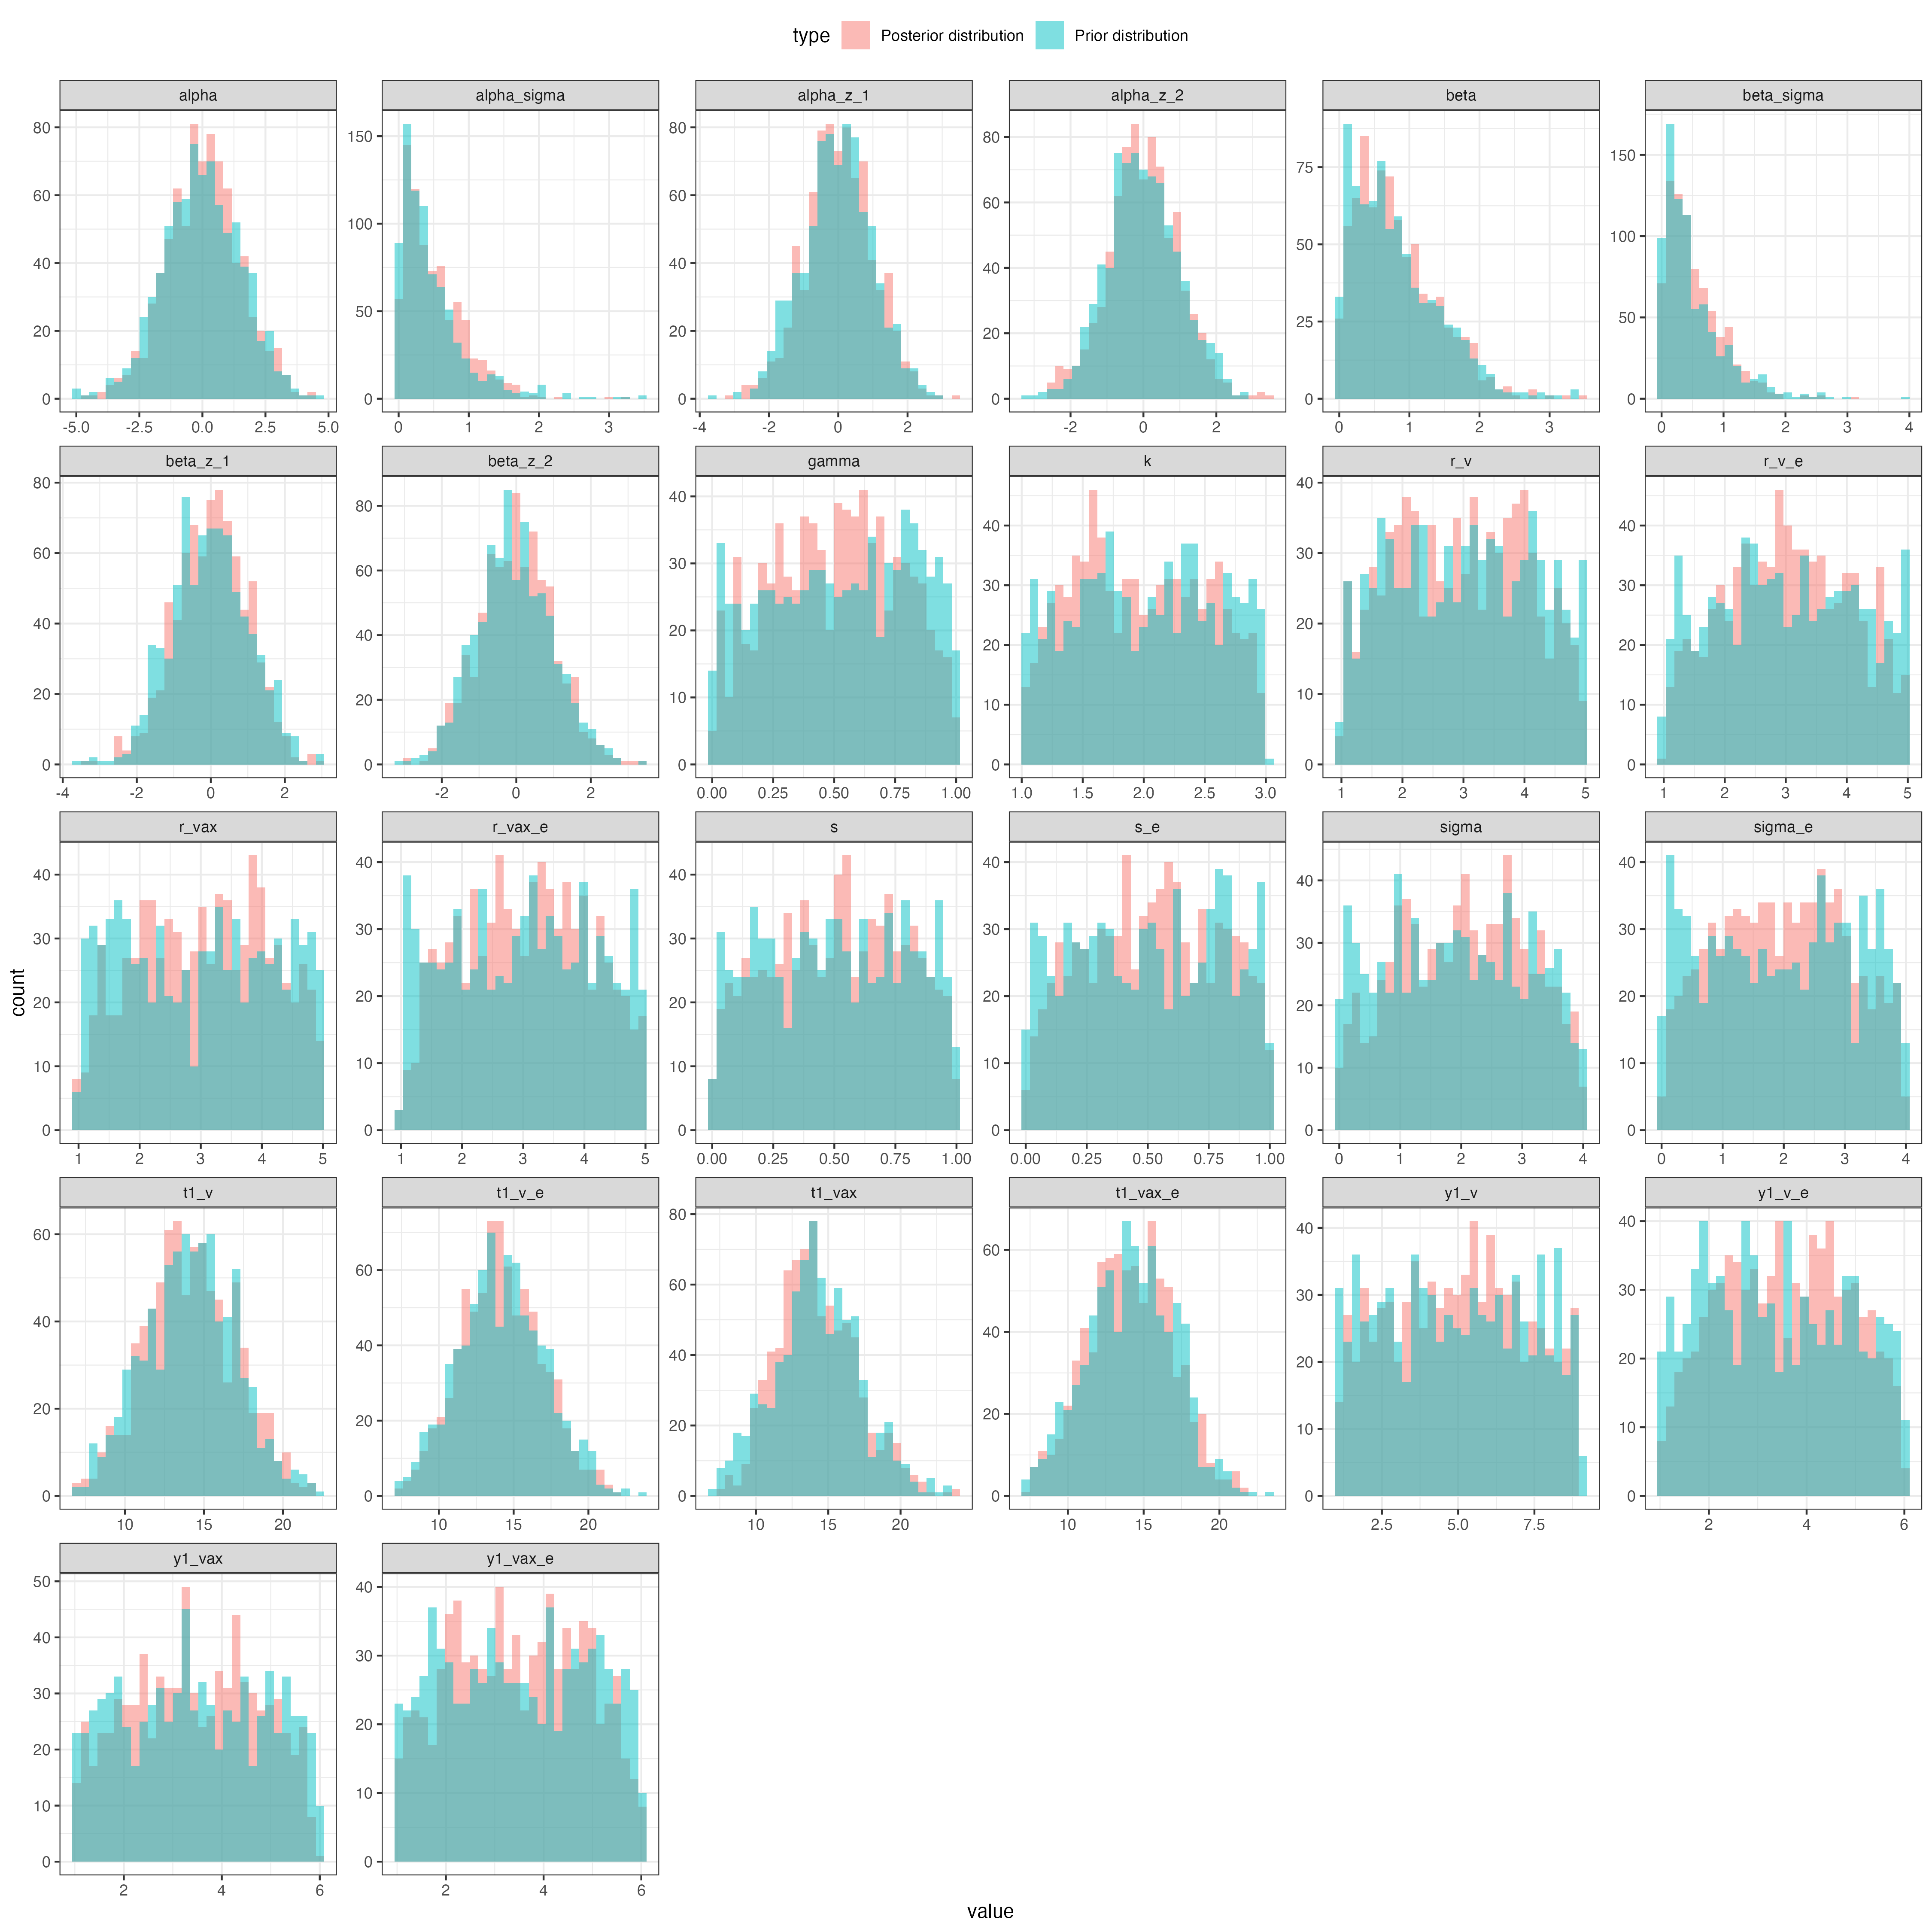 type Posterior distribution Prior distribution
alpha alpha_sigma alpha_z_1 alpha_z_2 beta beta_sigma
80 60 40 20 0
150 100 50 0
80 60 40 20 0
80 60 40 20 0
75 50 25 0
150 100 50 0
-5.0 -2.5 0.0 2.5 5.0
0 1 2 3
-4 -2 0 2
-2 0 2
0 1 2 3
0 1 2 3 4
beta_z_1 beta_z_2 gamma k r_v r_v_e
80 60 40 20 0
80 60 40 20 0
40 30 20 10 0
40 30 20 10 0
40 30 20 10 0
40 30 20 10 0
-4 -2 0 2
-2 0 2
0.00 0.25 0.50 0.75 1.00
1.0 1.5 2.0 2.5 3.0
1 2 3 4 5
1 2 3 4 5
r_vax r_vax_e s s_e sigma sigma_e
40 30 20 10 0
40 30 20 10 0
40 30 20 10 0
40 30 20 10 0
40 30 20 10 0
40 30 20 10 0
1 2 3 4 5
1 2 3 4 5
0.00 0.25 0.50 0.75 1.00
0.00 0.25 0.50 0.75 1.00
0 1 2 3 4
0 1 2 3 4
count
t1_v t1_v_e t1_vax t1_vax_e y1_v y1_v_e
60 40 20 0
60 40 20 0
80 60 40 20 0
60 40 20 0
40 30 20 10 0
40 30 20 10 0
10 15 20
10 15 20
10 15 20
10 15 20
2.5 5.0 7.5
2 4 6
y1_vax y1_vax_e
50 40 30 20 10 0
40 30 20 10 0
2 4 6
2 4 6
value